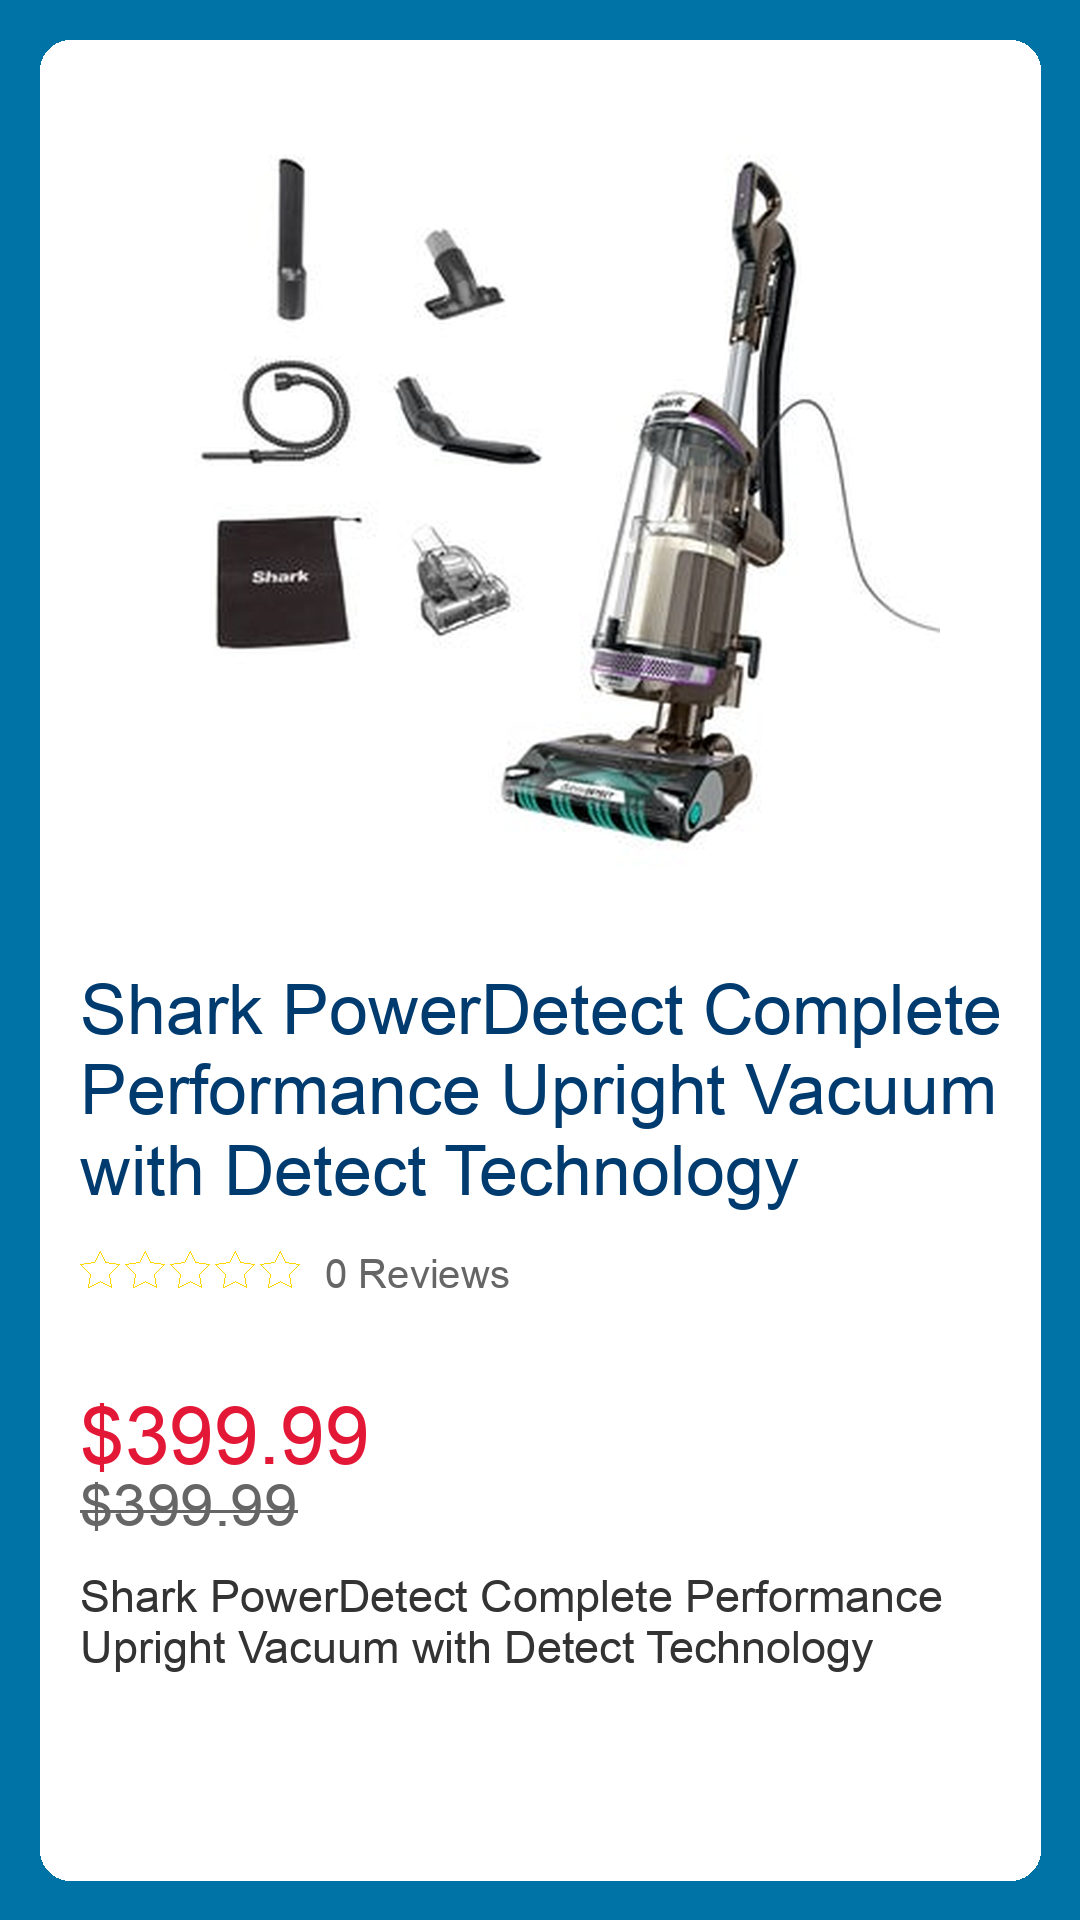 Shark
Shark
Shark PowerDetect Complete
Performance Upright Vacuum
with Detect Technology
0 Reviews
$399.99
$399.99
Shark PowerDetect Complete Performance
Upright Vacuum with Detect Technology